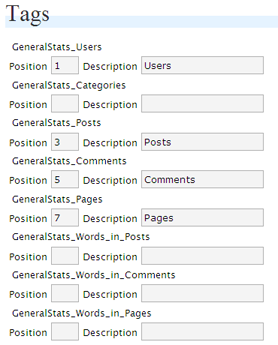 Tags
GeneralStats_Users
Position 1 Description Users
GeneralStats_Categories
Position Description
GeneralStats_Posts
Position 3 Description Posts
GeneralStats_Comments
Position 5 Description Comments
GeneralStats_Pages
Position 7 Description Pages
GeneralStats_Words_in_Posts
Position Description
GeneralStats_Words_in_Comments
Position Description
GeneralStats_Words_in_Pages
Position Description